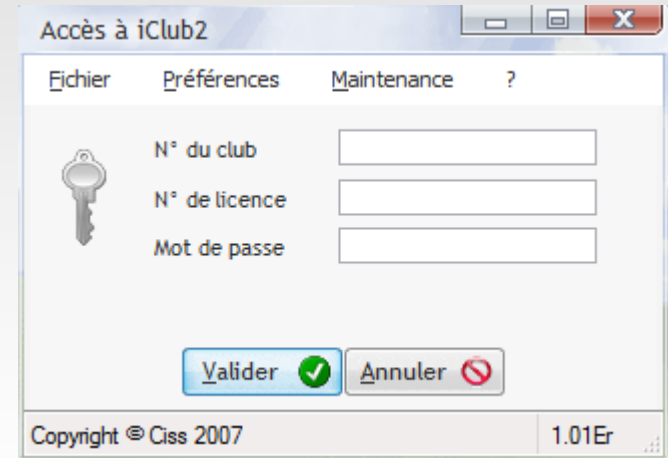 Accès à iClub2
Fichier Préférences Maintenance ?
N° du club
N° de licence
Mot de passe
Valider Annuler
Copyright © Ciss 2007 1.01Er